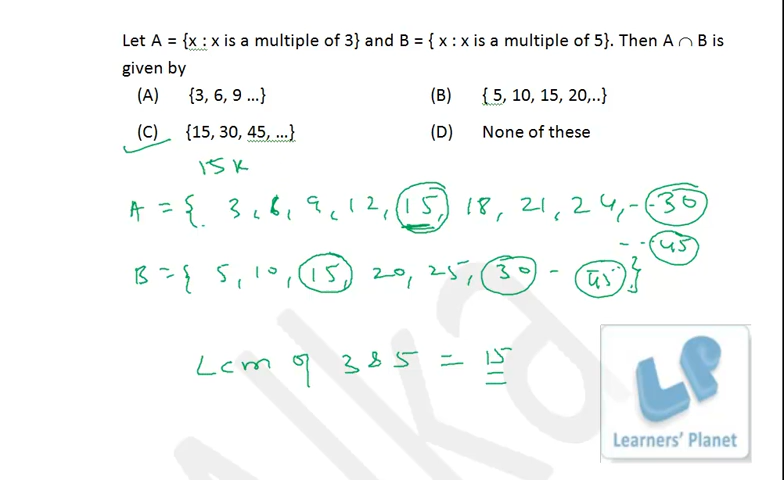 Let A = {x : x is a multiple of 3} and B = { x : x is a multiple of 5}. Then A ∩ B is
given by
(A) {3, 6, 9 ...} (B) { 5, 10, 15, 20,..}
(C) {15, 30, 45, ...} (D) None of these
15 K
A = { 3, 6, 9, 12, 15, 18, 21, 24, - - 30
- - - 45
B = { 5, 10, 15, 20, 25, 30 - 45 }
Lcm of 3 & 5 = 15
LP
Learners' Planet